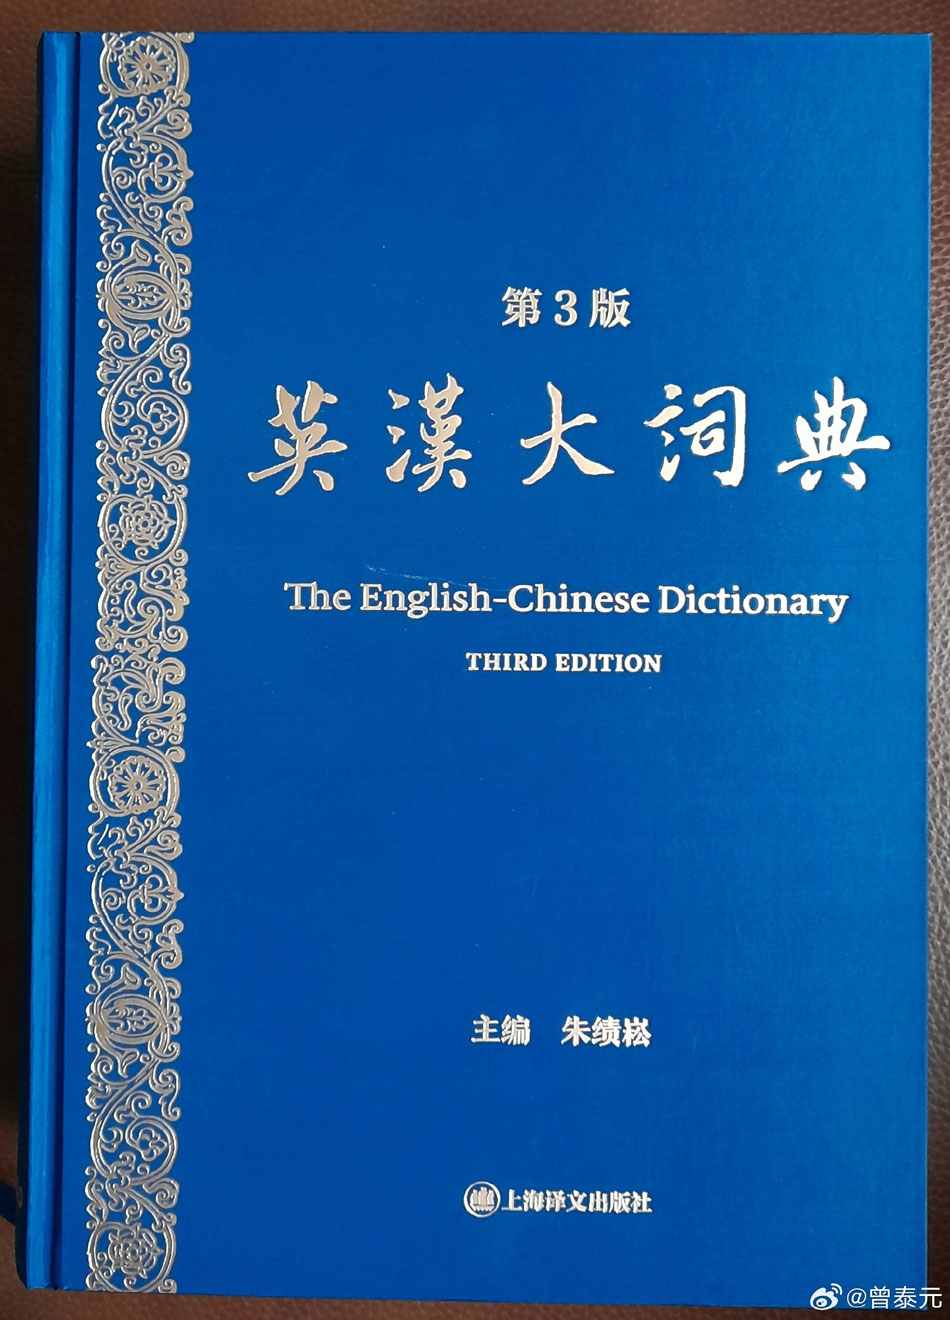 第3版
英漢大词典
The English-Chinese Dictionary
THIRD EDITION
主编 朱绩崧
上海译文出版社
@曾泰元